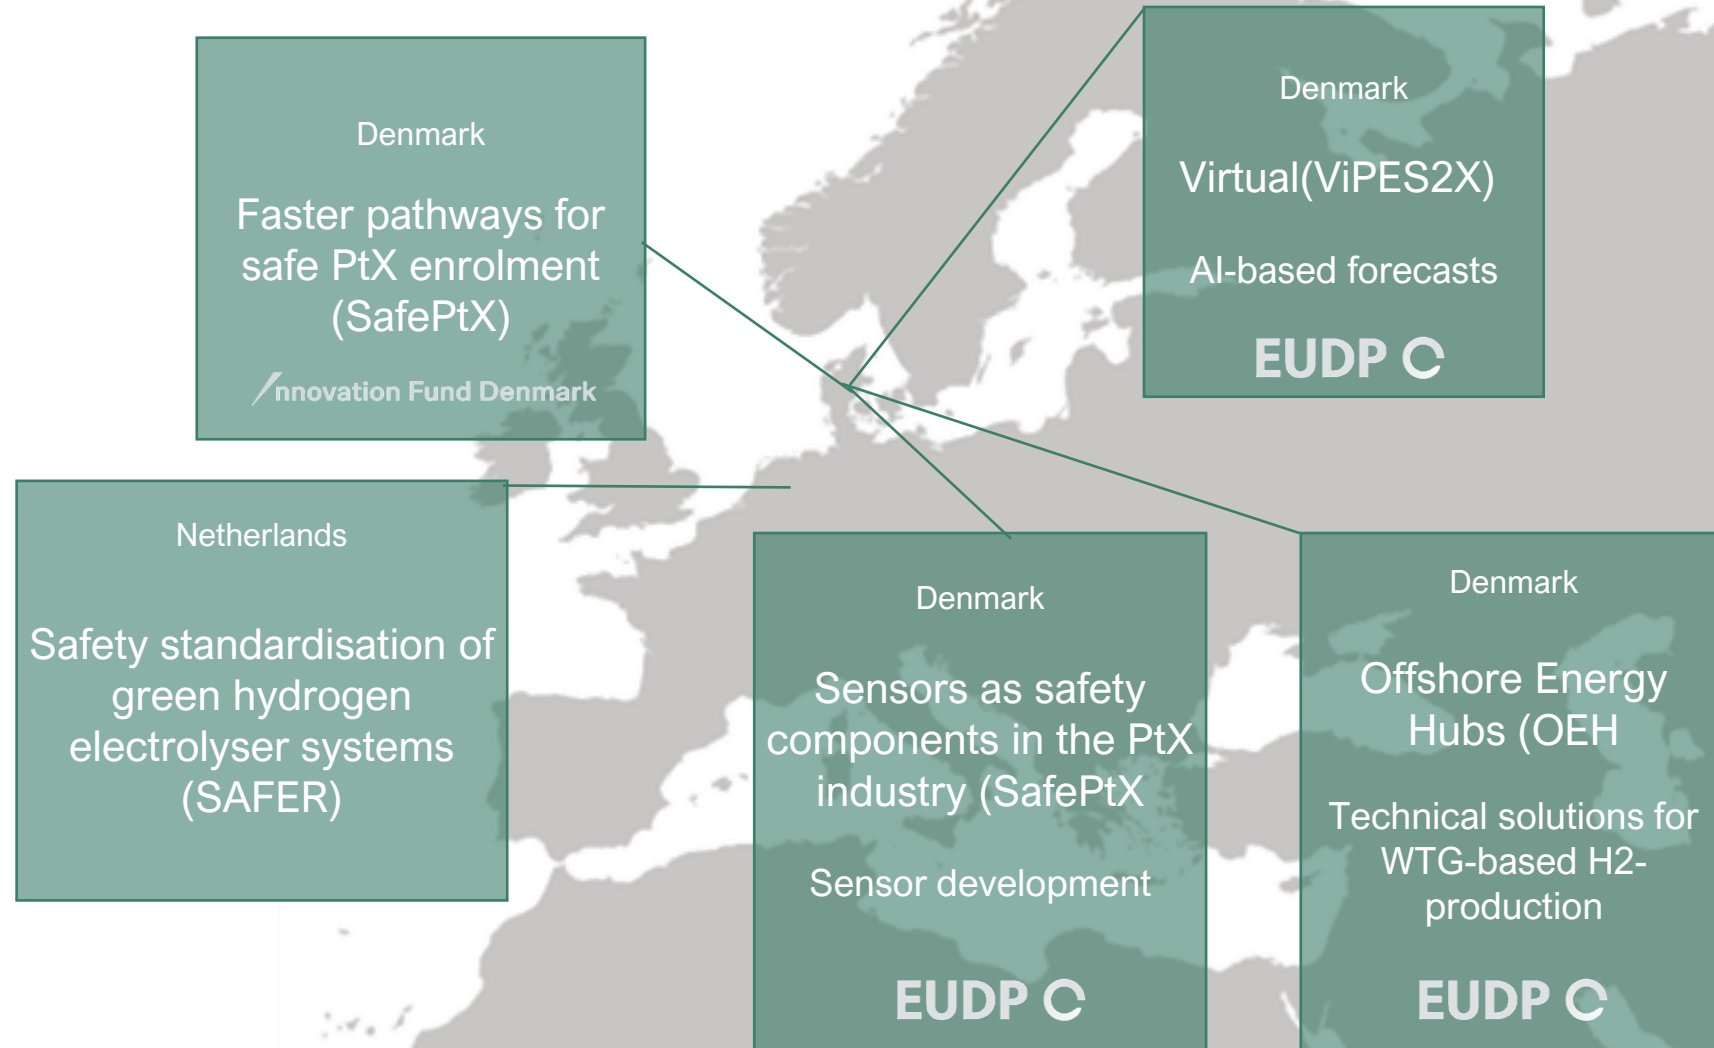 Denmark
Faster pathways for
safe PtX enrolment
(SafePtX)
Innovation Fund Denmark
Denmark
Virtual(ViPES2X)
AI-based forecasts
EUDP
Netherlands
Safety standardisation of
green hydrogen
electrolyser systems
(SAFER)
Denmark
Sensors as safety
components in the PtX
industry (SafePtX
Sensor development
EUDP
Denmark
Offshore Energy
Hubs (OEH
Technical solutions for
WTG-based H2-
production
EUDP